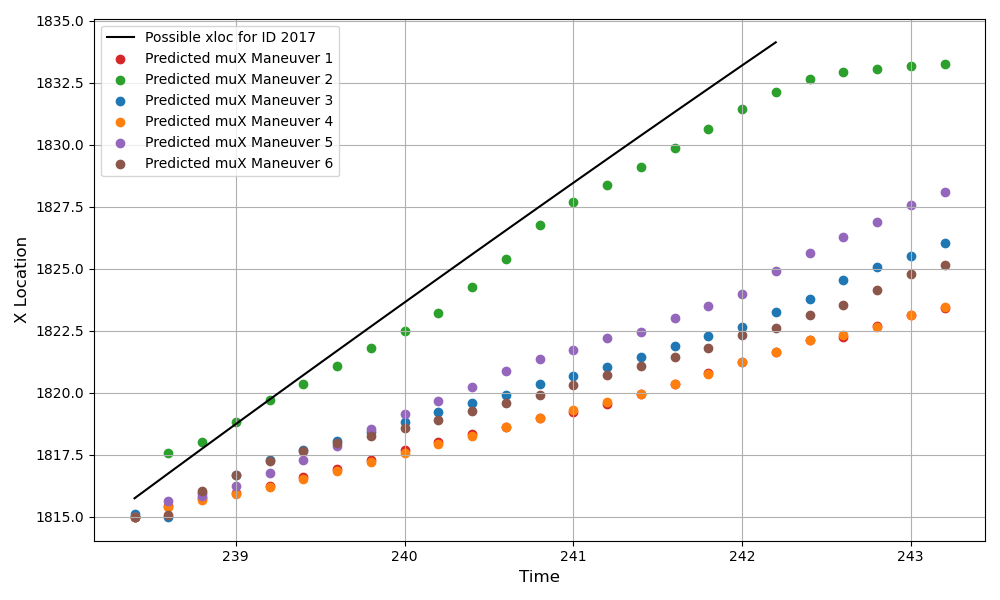 1835.0
1832.5
1830.0
1827.5
1825.0
1822.5
1820.0
1817.5
1815.0
X Location
Possible xloc for ID 2017
Predicted muX Maneuver 1
Predicted muX Maneuver 2
Predicted muX Maneuver 3
Predicted muX Maneuver 4
Predicted muX Maneuver 5
Predicted muX Maneuver 6
239 240 241 242 243
Time